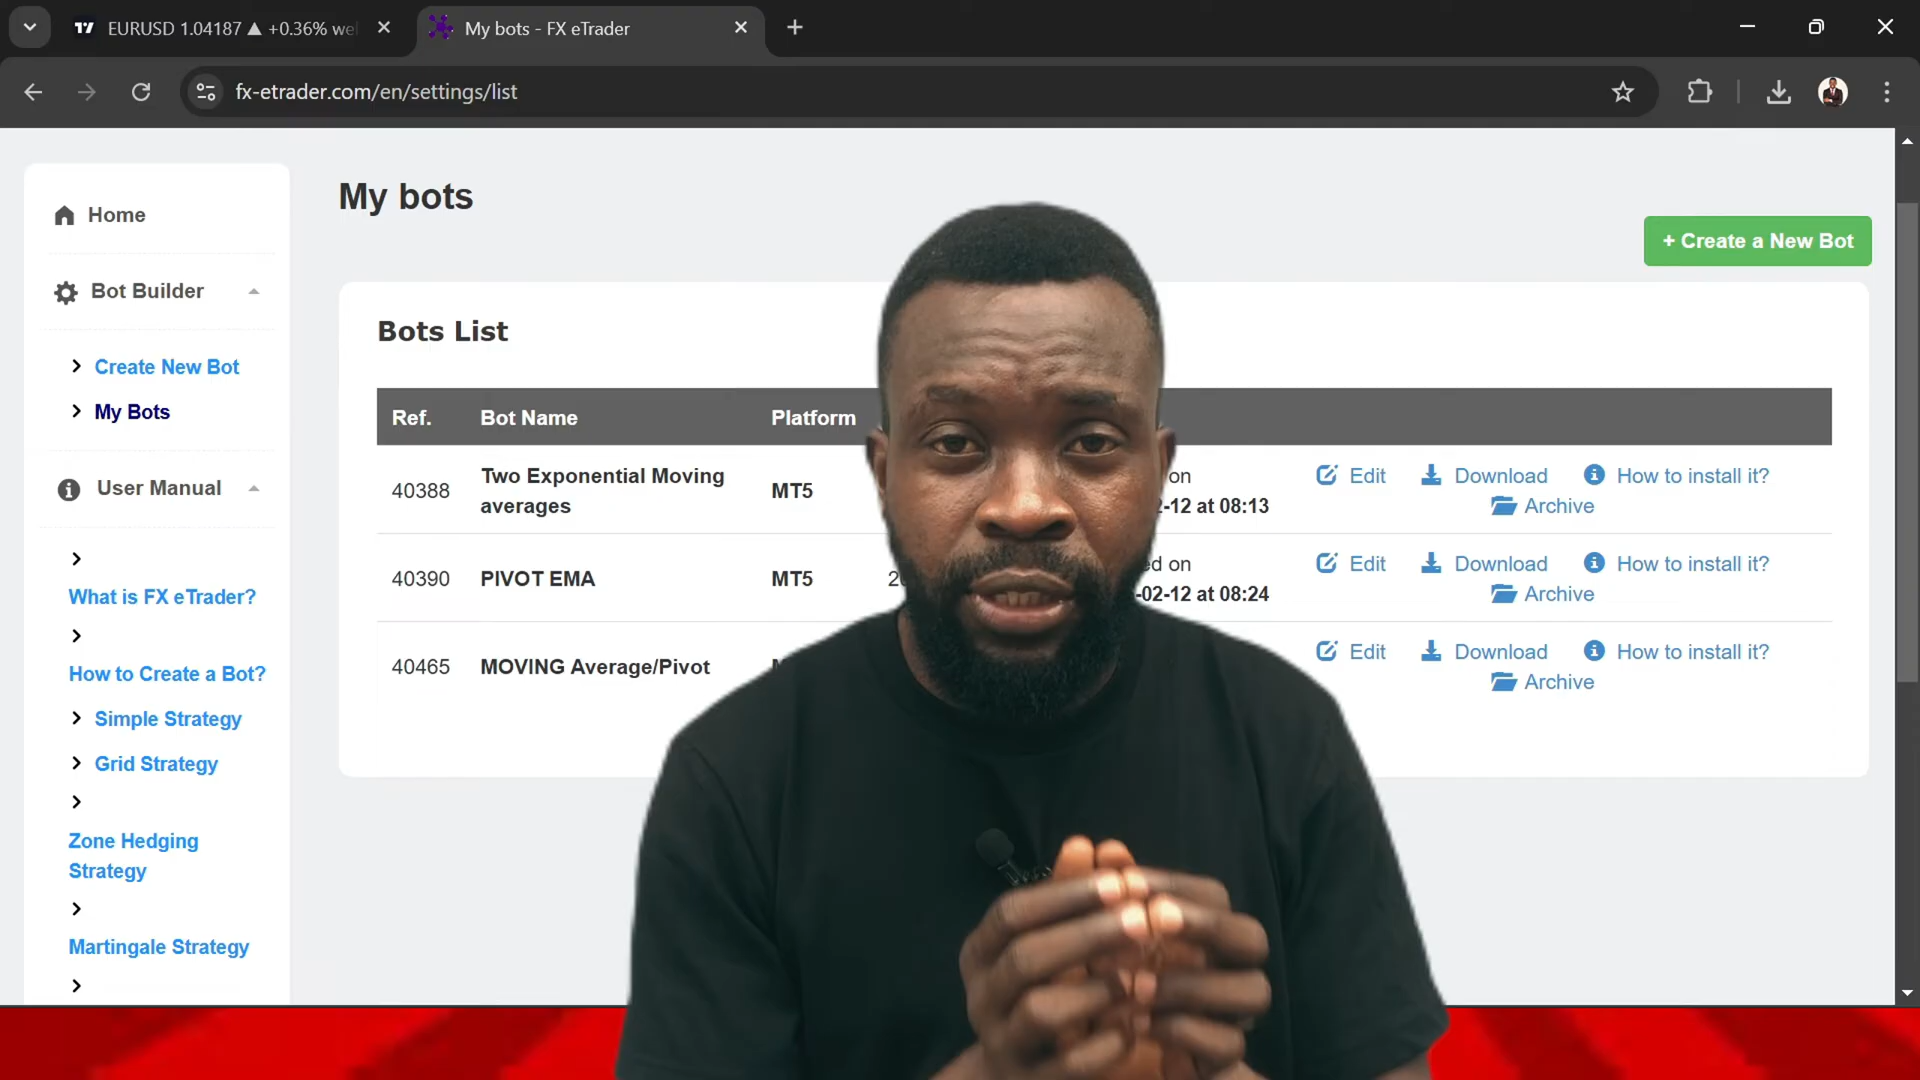 EURUSD 1.04187 ▲ +0.36%
My bots - FX eTrader
fx-etrader.com/en/settings/list
Home
Bot Builder
Create New Bot
My Bots
User Manual
What is FX eTrader?
How to Create a Bot?
Simple Strategy
Grid Strategy
Zone Hedging
Strategy
Martingale Strategy
My bots
+ Create a New Bot
Bots List
Ref. Bot Name Platform
40388 Two Exponential Moving averages MT5 on -12 at 08:13 Edit Download How to install it? Archive
40390 PIVOT EMA MT5 on -02-12 at 08:24 Edit Download How to install it? Archive
40465 MOVING Average/Pivot Edit Download How to install it? Archive